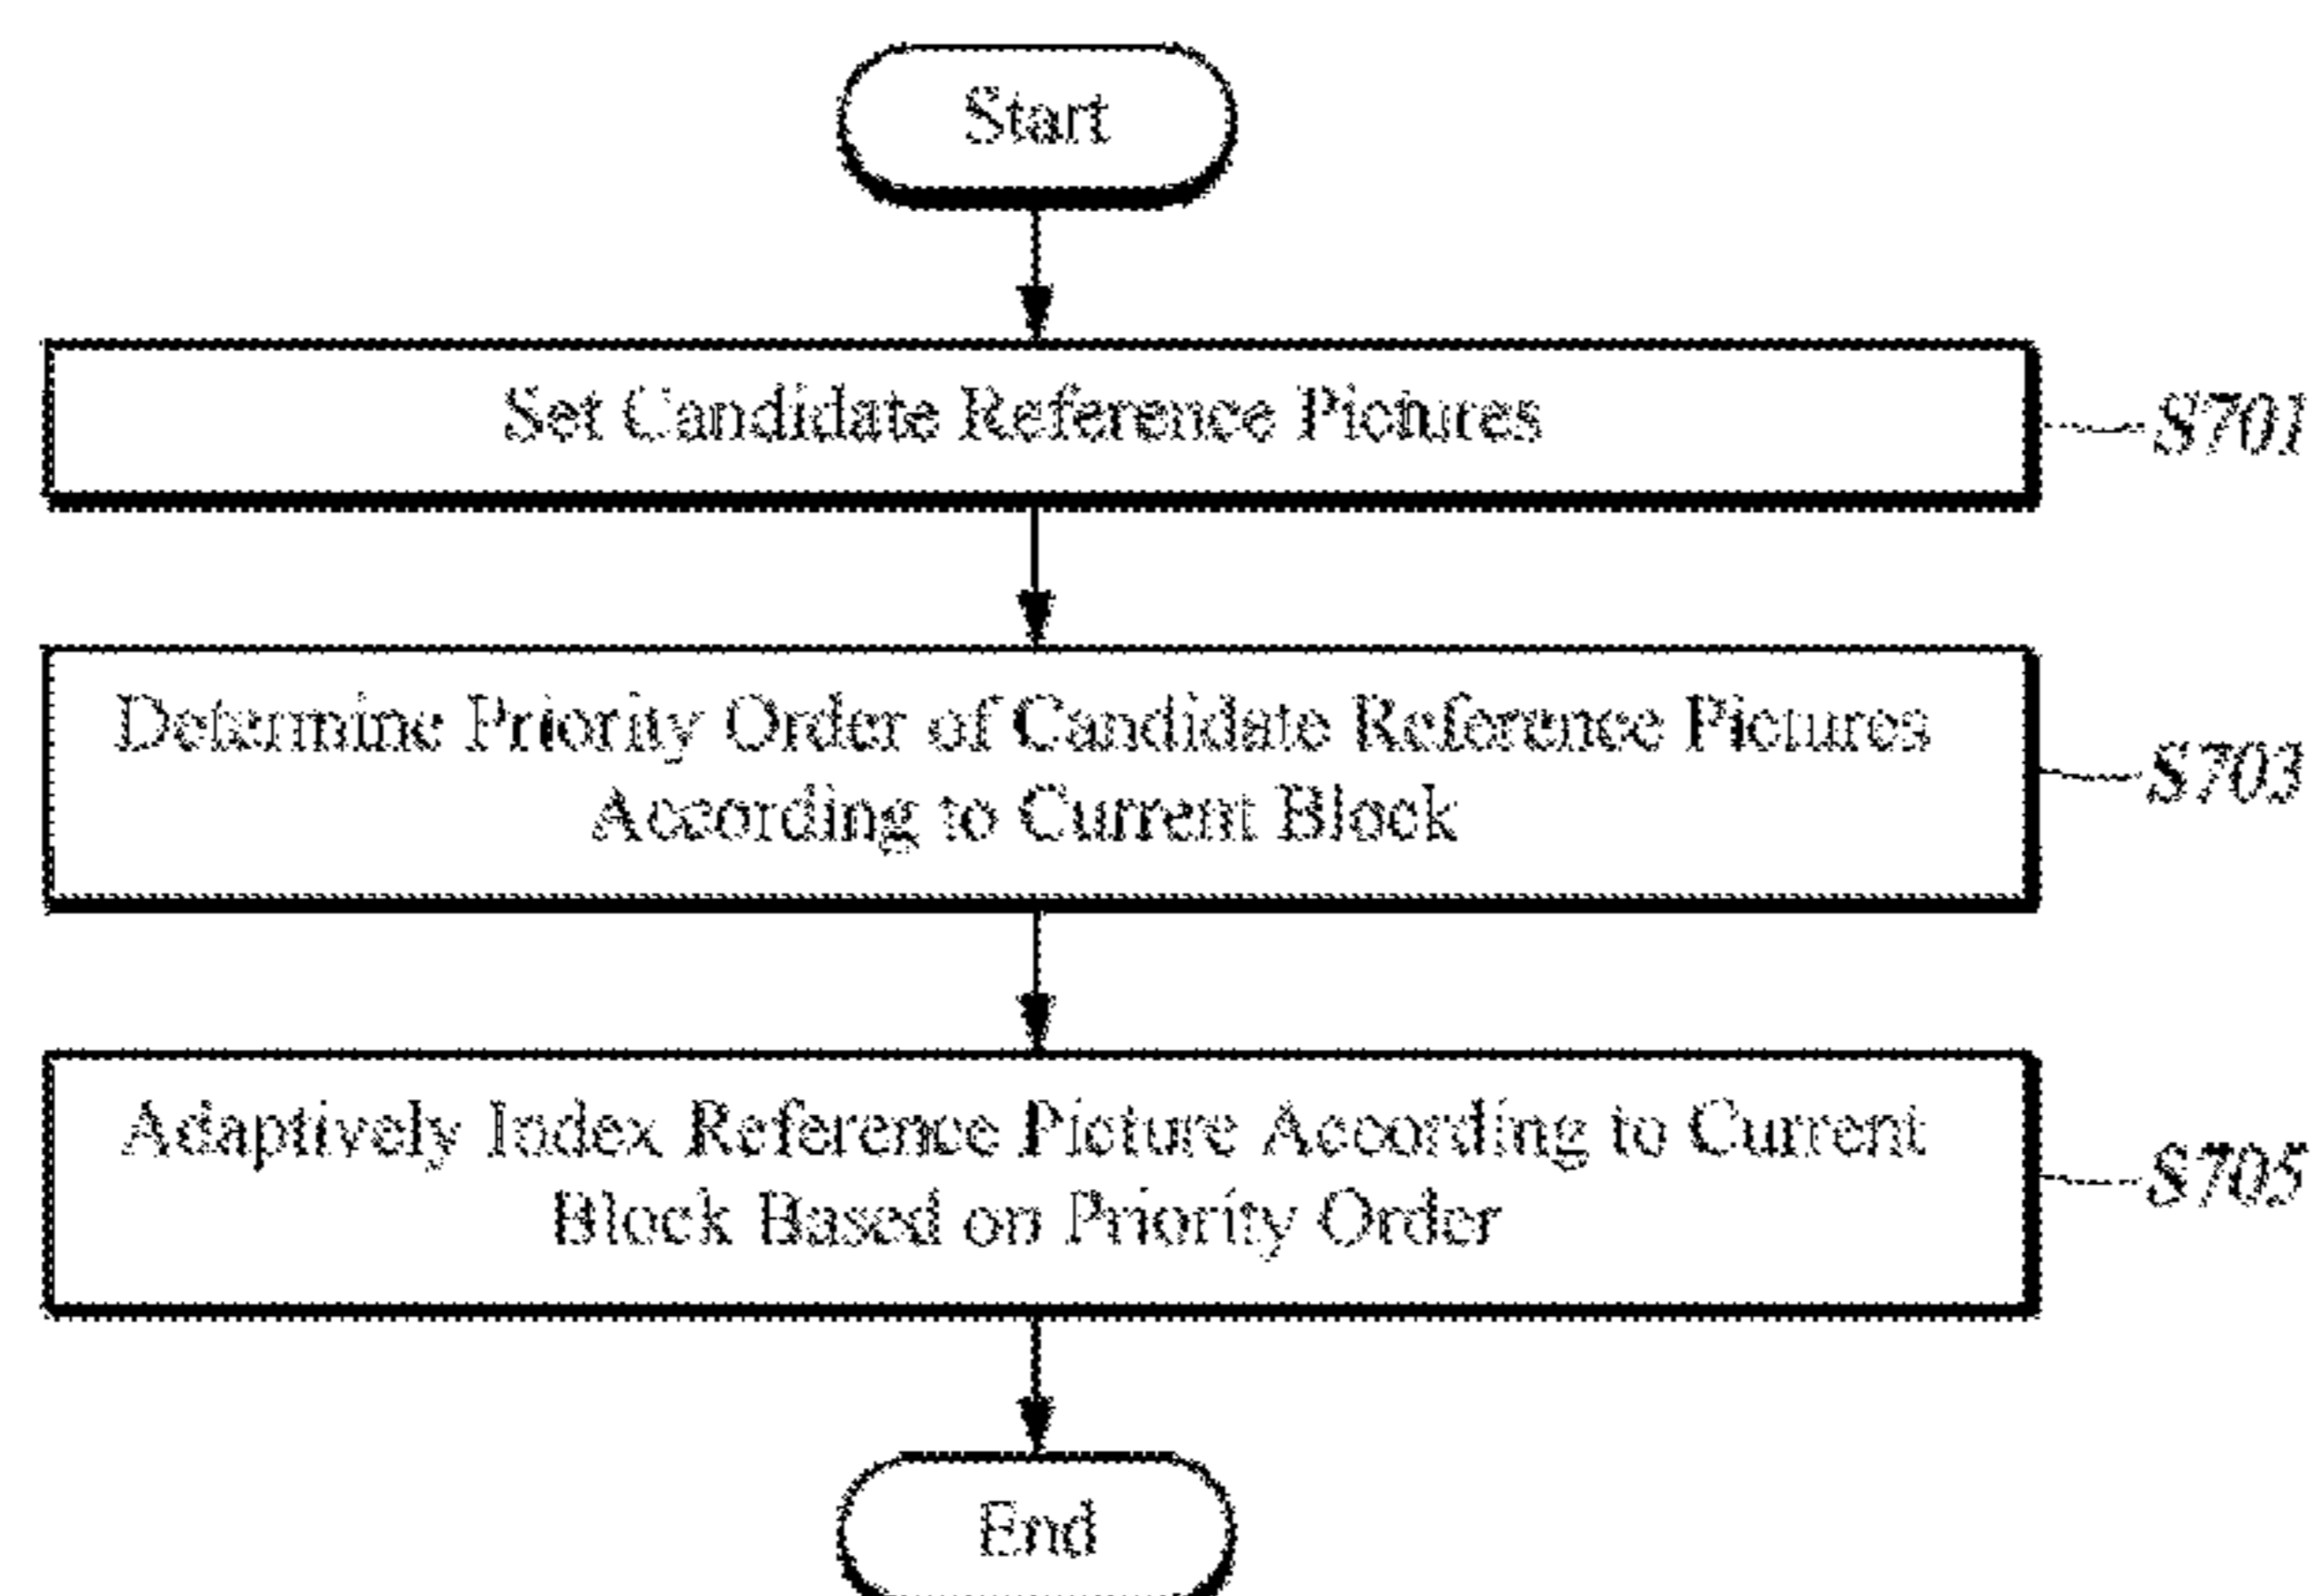 Start
Set Candidate Reference Pictures
S701
Determine Priority Order of Candidate Reference Pictures
According to Current Block
S703
Adaptively Index Reference Picture According to Current
Block Based on Priority Order
S705
End